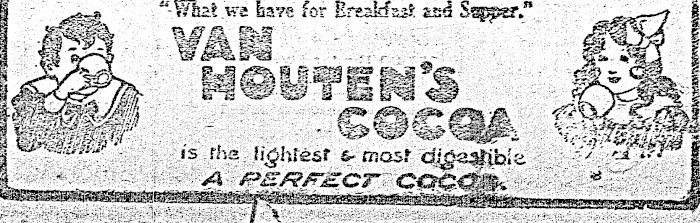 "What we have for Breakfast and Supper."
VAN
HOUTEN'S
COCOA
is the lightest & most digestible
A PERFECT COCOA.